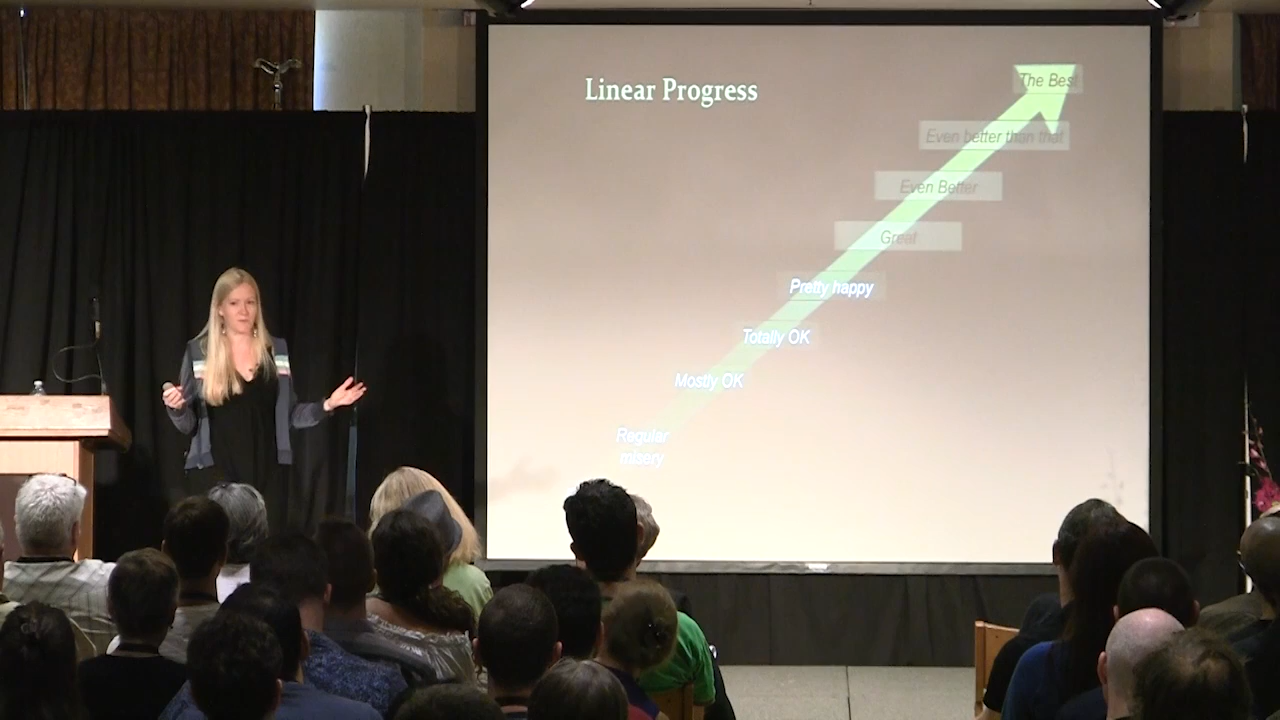 Linear Progress
The Best
Even better than that
Even Better
Great
Pretty happy
Totally OK
Mostly OK
Regular
misery